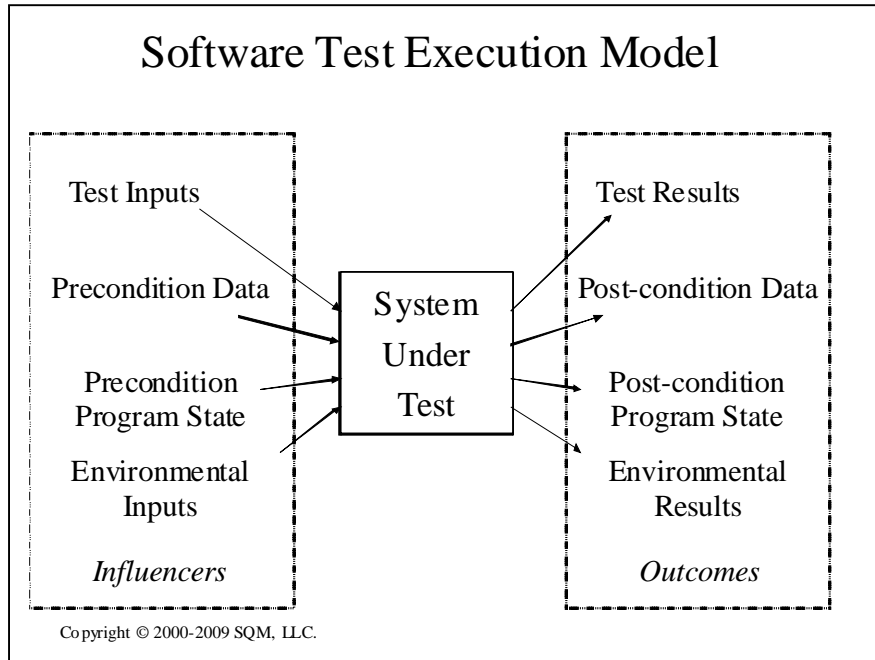 Software Test Execution Model
Test Inputs
Precondition Data
Precondition
Program State
Environmental
Inputs
Influencers
System
Under
Test
Test Results
Post-condition Data
Post-condition
Program State
Environmental
Results
Outcomes
Copyright © 2000-2009 SQM, LLC.